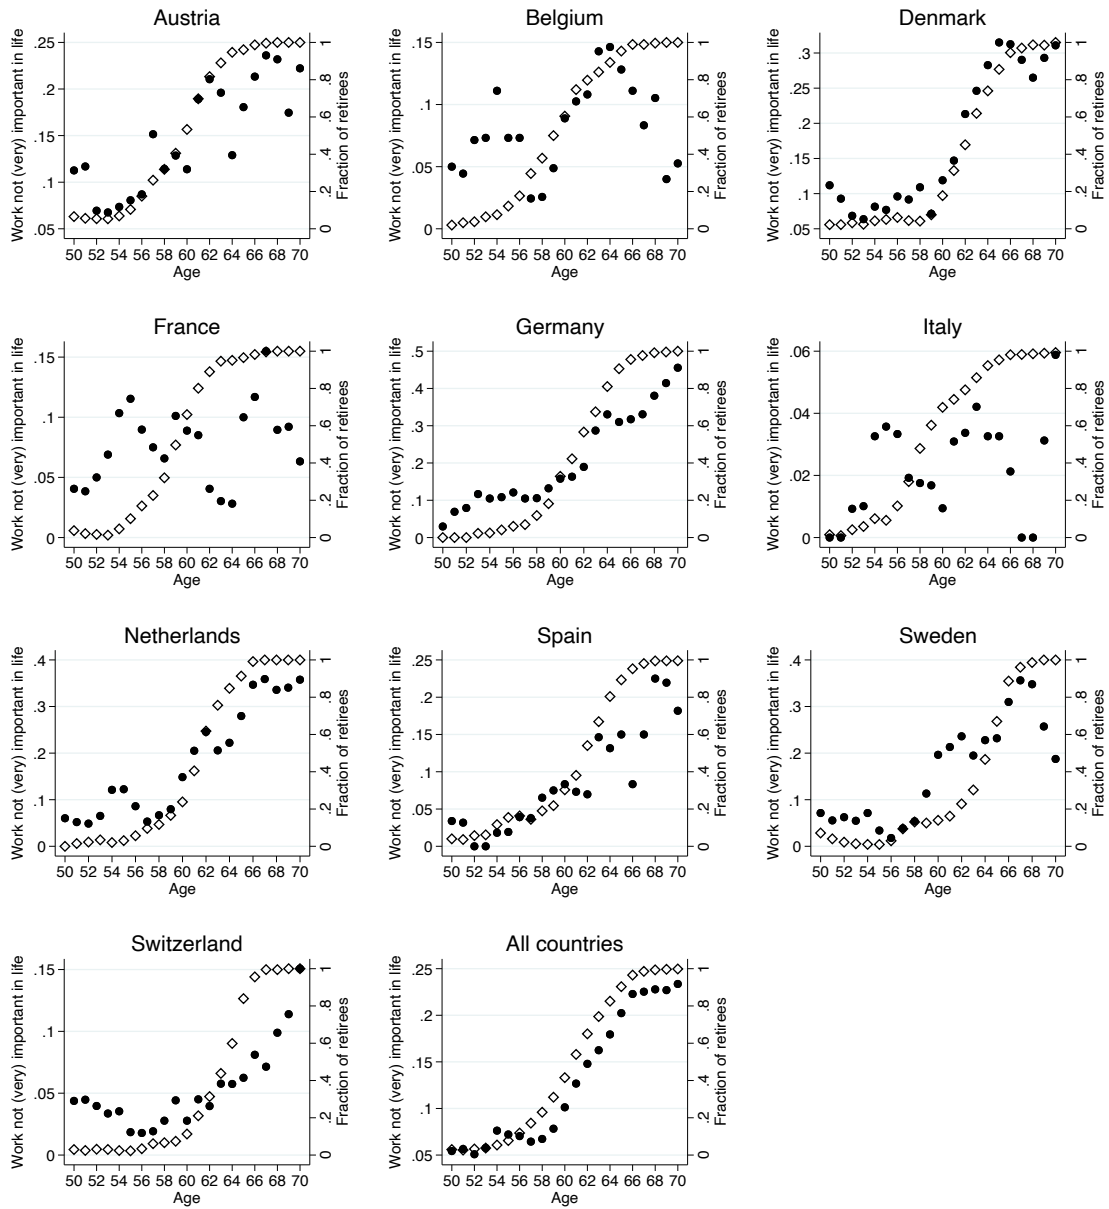 Austria
Work not (very) important in life
.25
.2
.15
.1
.05
1
.8
.6
.4
.2
0
Fraction of retirees
50 52 54 56 58 60 62 64 66 68 70
Age
Belgium
Work not (very) important in life
.15
.1
.05
0
1
.8
.6
.4
.2
0
Fraction of retirees
50 52 54 56 58 60 62 64 66 68 70
Age
Denmark
Work not (very) important in life
.3
.25
.2
.15
.1
.05
1
.8
.6
.4
.2
0
Fraction of retirees
50 52 54 56 58 60 62 64 66 68 70
Age
France
Work not (very) important in life
.15
.1
.05
0
1
.8
.6
.4
.2
0
Fraction of retirees
50 52 54 56 58 60 62 64 66 68 70
Age
Germany
Work not (very) important in life
.5
.4
.3
.2
.1
0
1
.8
.6
.4
.2
0
Fraction of retirees
50 52 54 56 58 60 62 64 66 68 70
Age
Italy
Work not (very) important in life
.06
.04
.02
0
1
.8
.6
.4
.2
0
Fraction of retirees
50 52 54 56 58 60 62 64 66 68 70
Age
Netherlands
Work not (very) important in life
.4
.3
.2
.1
0
1
.8
.6
.4
.2
0
Fraction of retirees
50 52 54 56 58 60 62 64 66 68 70
Age
Spain
Work not (very) important in life
.25
.2
.15
.1
.05
0
1
.8
.6
.4
.2
0
Fraction of retirees
50 52 54 56 58 60 62 64 66 68 70
Age
Sweden
Work not (very) important in life
.4
.3
.2
.1
0
1
.8
.6
.4
.2
0
Fraction of retirees
50 52 54 56 58 60 62 64 66 68 70
Age
Switzerland
Work not (very) important in life
.15
.1
.05
0
1
.8
.6
.4
.2
0
Fraction of retirees
50 52 54 56 58 60 62 64 66 68 70
Age
All countries
Work not (very) important in life
.25
.2
.15
.1
.05
1
.8
.6
.4
.2
0
Fraction of retirees
50 52 54 56 58 60 62 64 66 68 70
Age